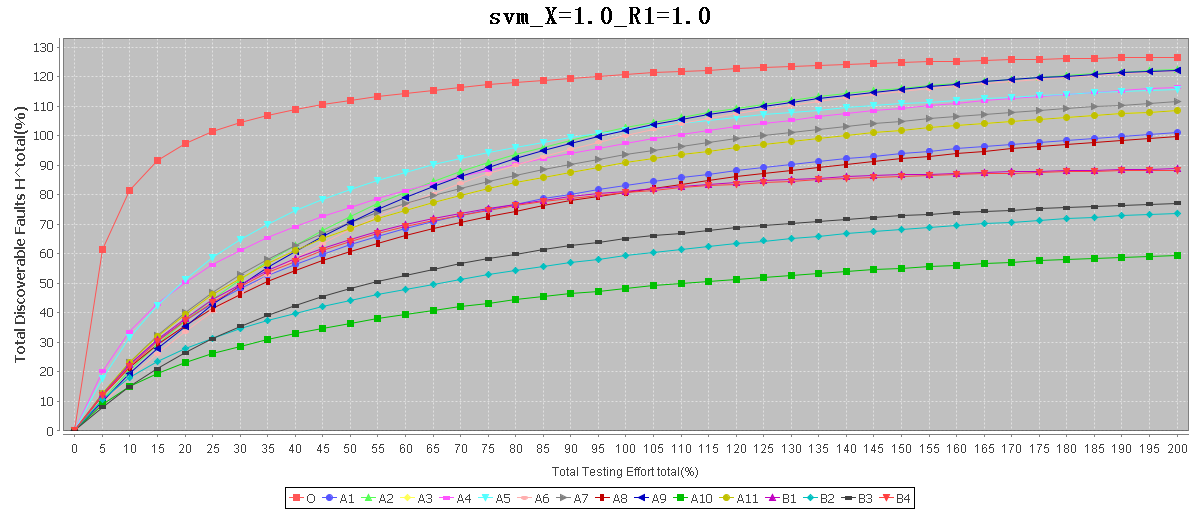 svm_X=1.0_R1=1.0
Total Discoverable Faults H^total(%)
130
120
110
100
90
80
70
60
50
40
30
20
10
0
0 5 10 15 20 25 30 35 40 45 50 55 60 65 70 75 80 85 90 95 100 105 110 115 120 125 130 135 140 145 150 155 160 165 170 175 180 185 190 195 200
Total Testing Effort total(%)
O A1 A2 A3 A4 A5 A6 A7 A8 A9 A10 A11 B1 B2 B3 B4